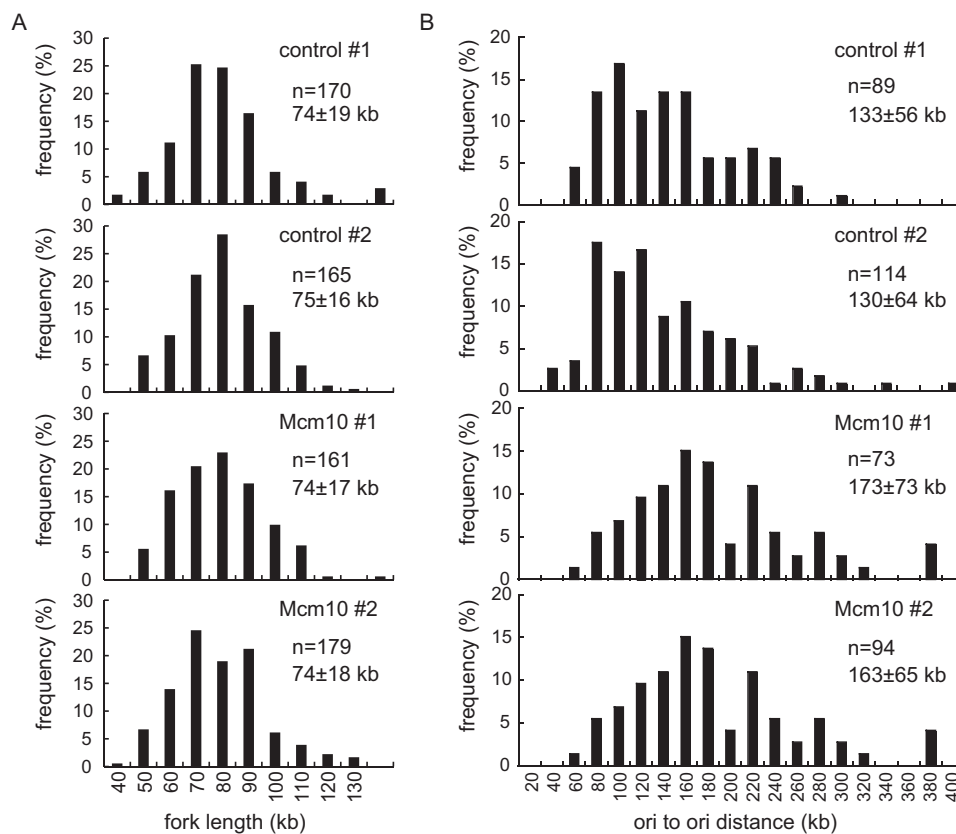 A
frequency (%)
30
25
20
15
10
5
0
control #1
n=170
74±19 kb
frequency (%)
30
25
20
15
10
5
0
control #2
n=165
75±16 kb
frequency (%)
30
25
20
15
10
5
0
Mcm10 #1
n=161
74±17 kb
frequency (%)
30
25
20
15
10
5
0
Mcm10 #2
n=179
74±18 kb
40 50 60 70 80 90 100 110 120 130
fork length (kb)
B
frequency (%)
20
15
10
5
0
control #1
n=89
133±56 kb
frequency (%)
20
15
10
5
0
control #2
n=114
130±64 kb
frequency (%)
20
15
10
5
0
Mcm10 #1
n=73
173±73 kb
frequency (%)
20
15
10
5
0
Mcm10 #2
n=94
163±65 kb
20 40 60 80 100 120 140 160 180 200 220 240 260 280 300 320 340 360 380 400
ori to ori distance (kb)